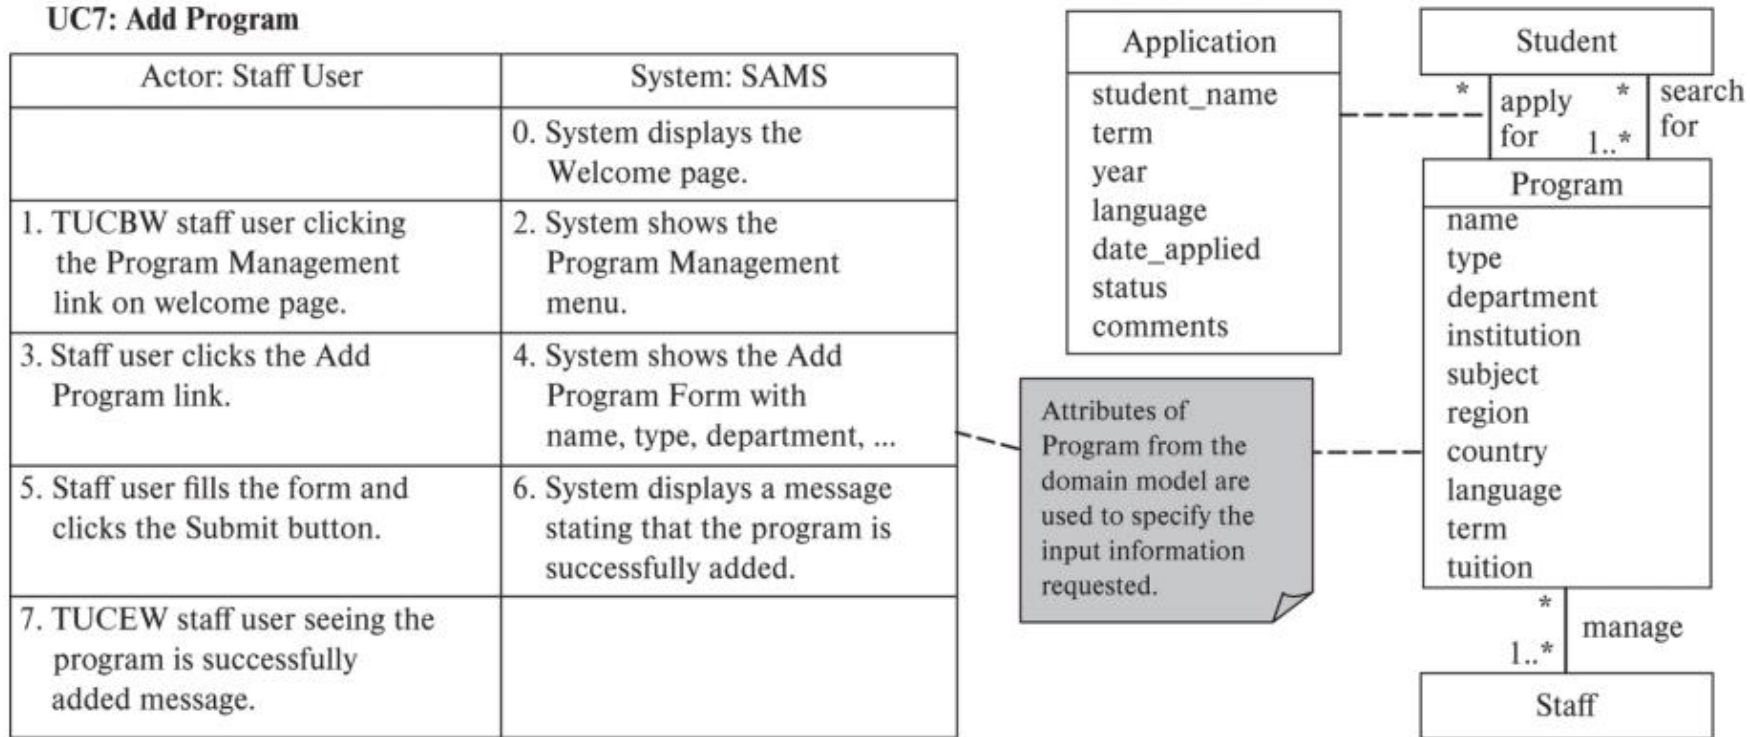 UC7: Add Program
Actor: Staff User
System: SAMS
0. System displays the
Welcome page.
1. TUCBW staff user clicking
the Program Management
link on welcome page.
2. System shows the
Program Management
menu.
3. Staff user clicks the Add
Program link.
4. System shows the Add
Program Form with
name, type, department, ...
5. Staff user fills the form and
clicks the Submit button.
6. System displays a message
stating that the program is
successfully added.
7. TUCEW staff user seeing the
program is successfully
added message.
Application
student_name
term
year
language
date_applied
status
comments
Attributes of
Program from the
domain model are
used to specify the
input information
requested.
Student
*
apply
for
*
search
for
1..*
Program
name
type
department
institution
subject
region
country
language
term
tuition
*
manage
1..*
Staff